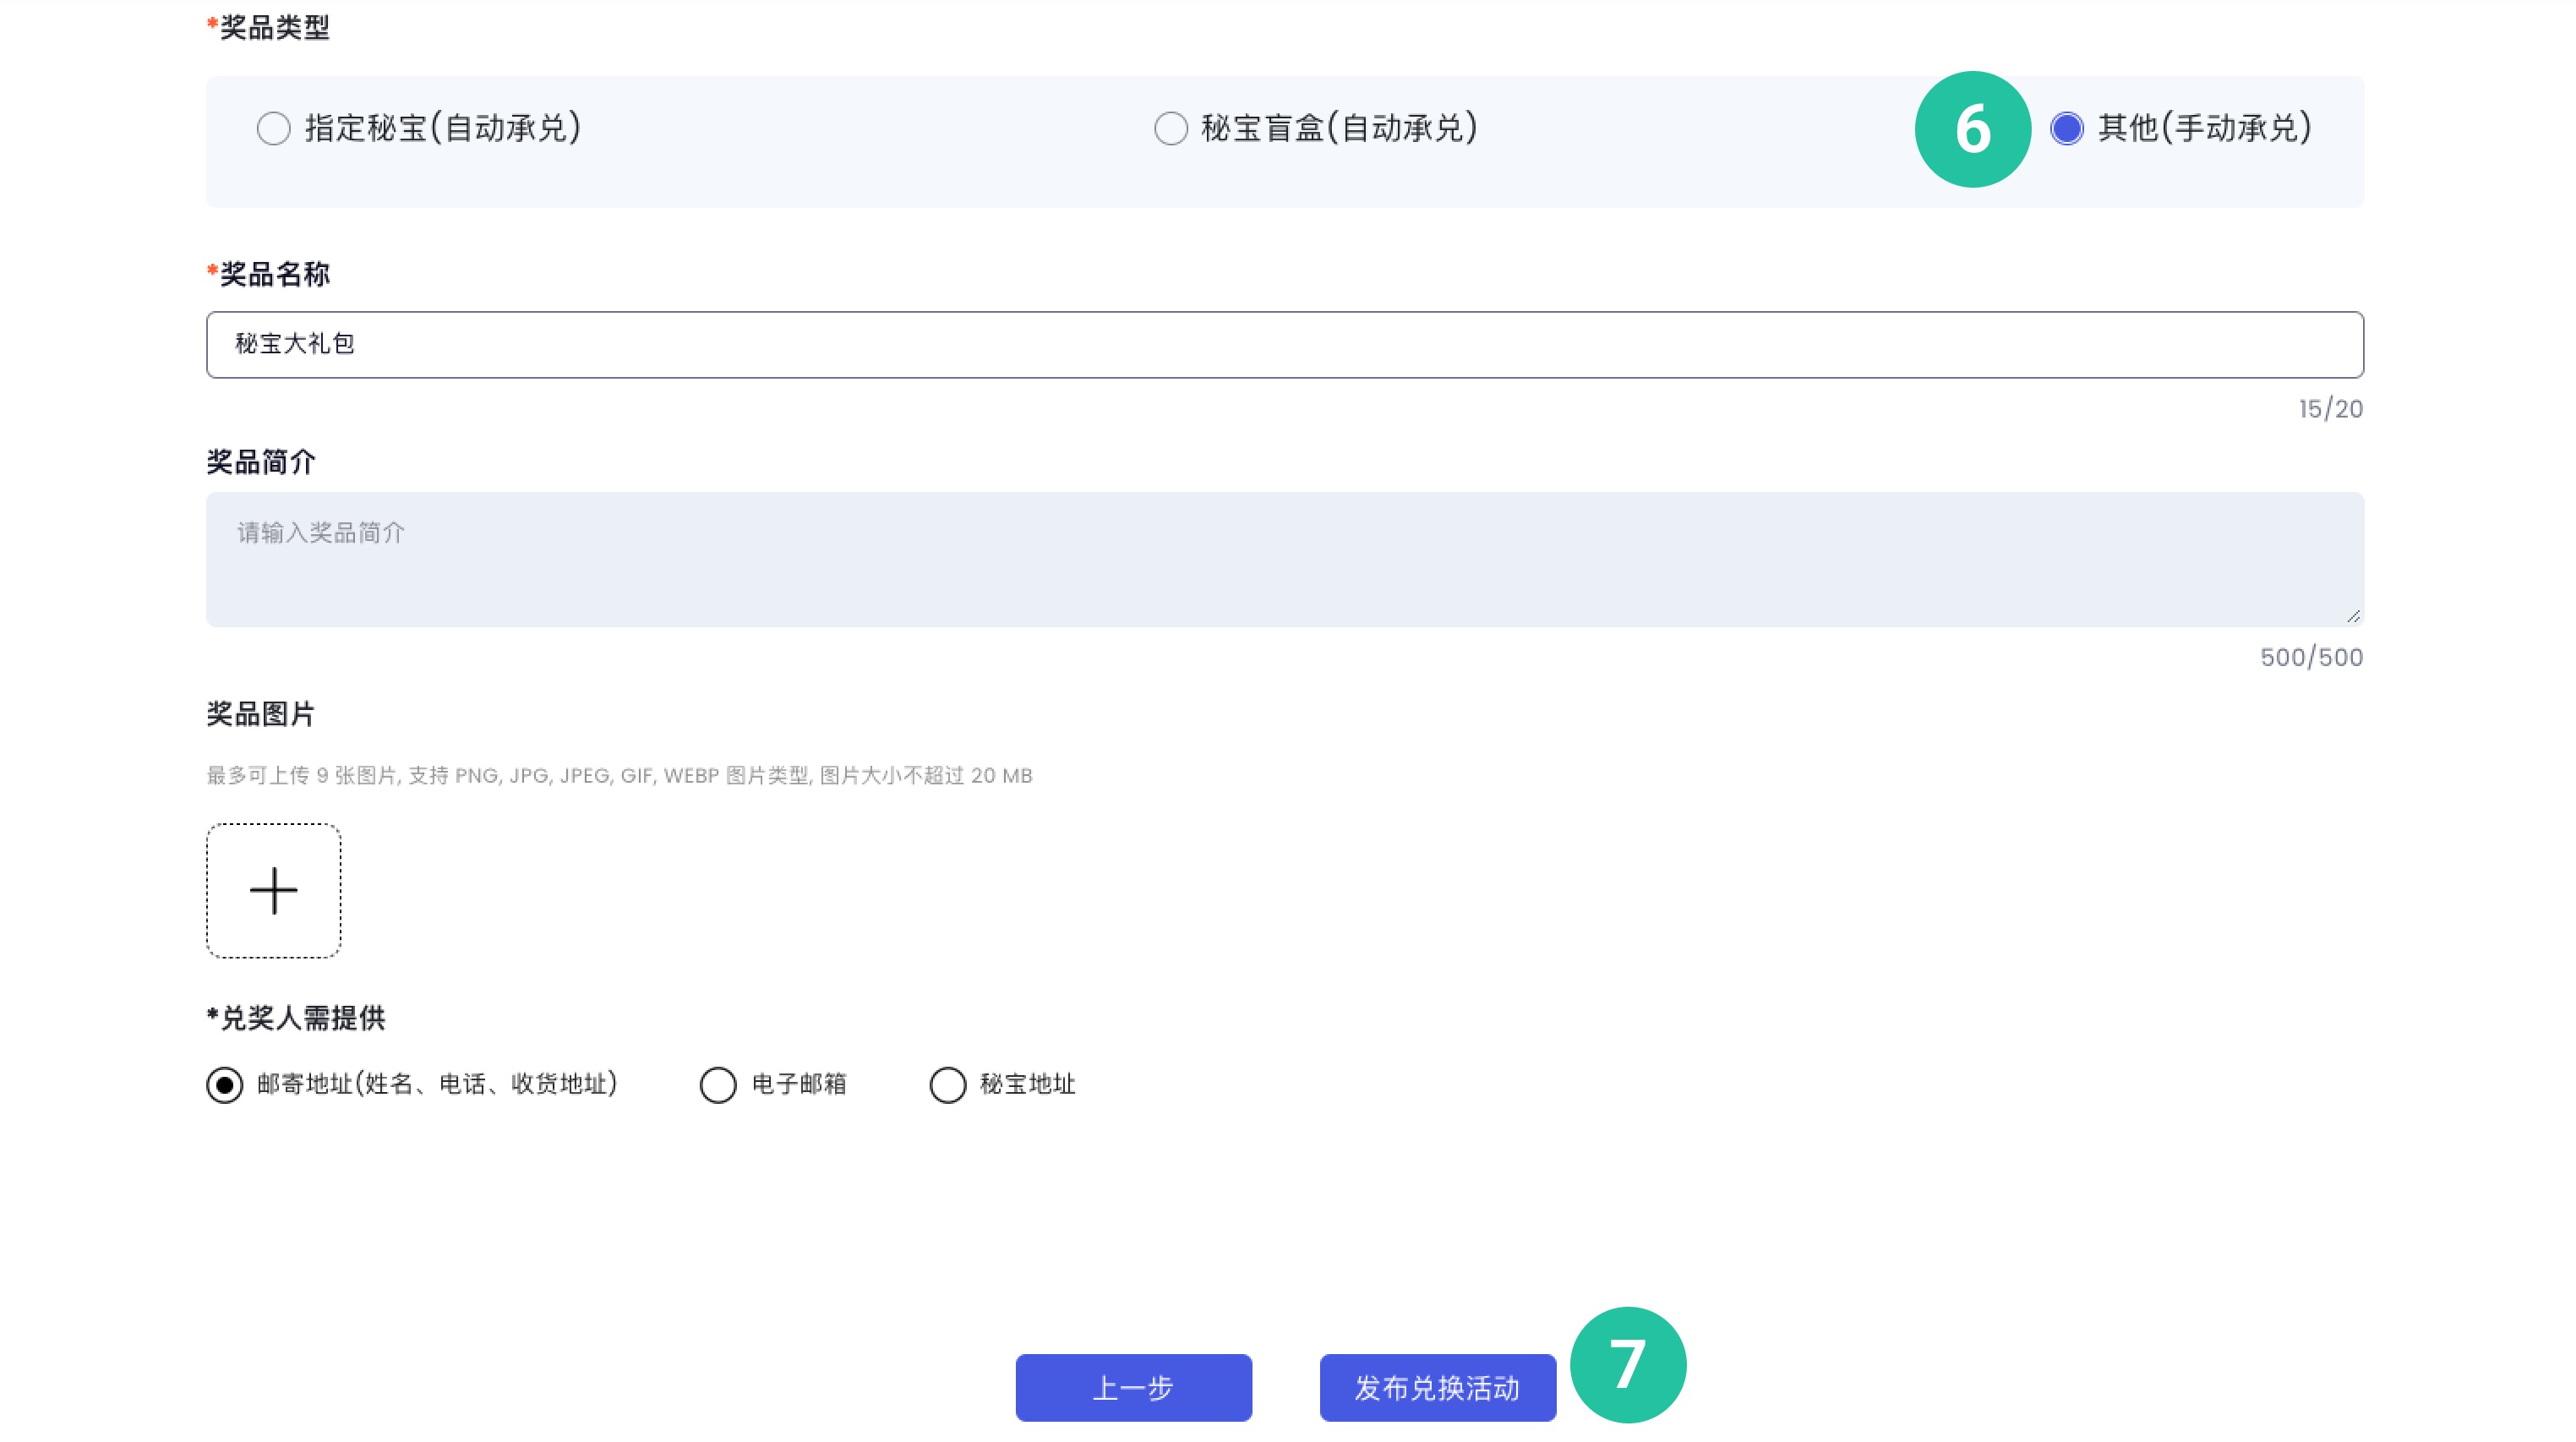 *奖品类型
指定秘宝(自动承兑)
秘宝盲盒(自动承兑)
6
其他(手动承兑)
*奖品名称
秘宝大礼包
15/20
奖品简介
请输入奖品简介
500/500
奖品图片
最多可上传 9 张图片, 支持 PNG, JPG, JPEG, GIF, WEBP 图片类型, 图片大小不超过 20 MB
*兑奖人需提供
邮寄地址(姓名、电话、收货地址)
电子邮箱
秘宝地址
上一步
发布兑换活动
7